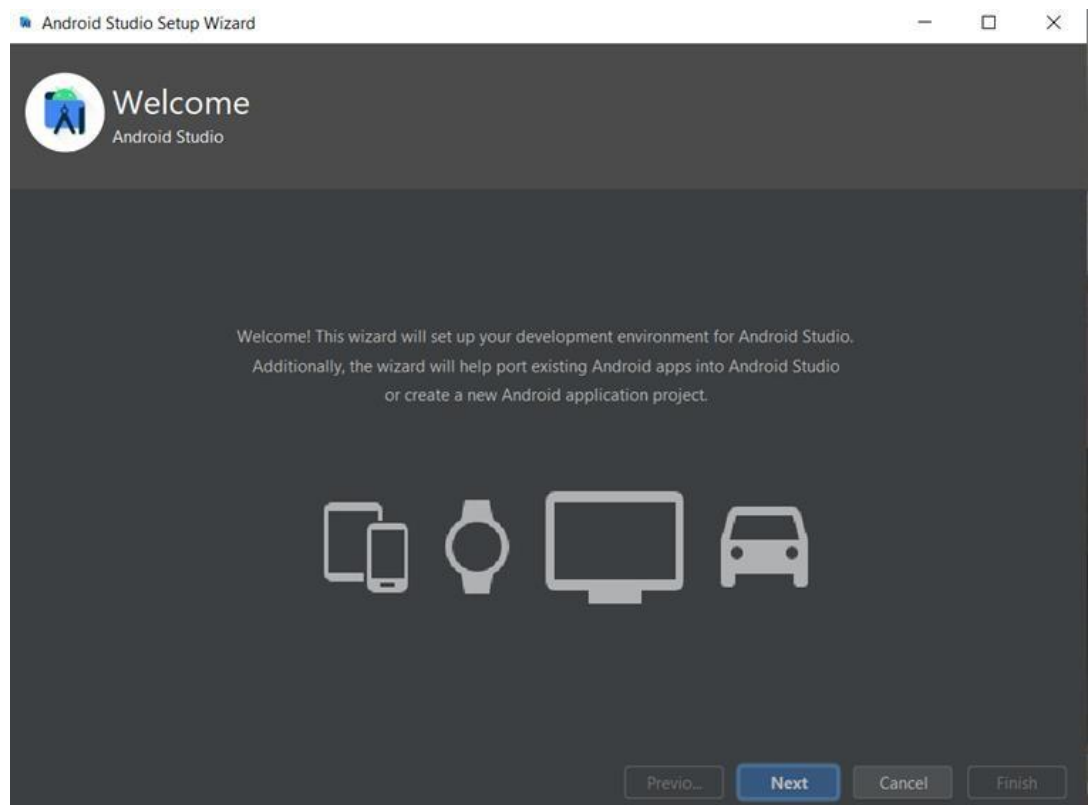 Android Studio Setup Wizard
Welcome
Android Studio
Welcome! This wizard will set up your development environment for Android Studio.
Additionally, the wizard will help port existing Android apps into Android Studio
or create a new Android application project.
Previo... Next Cancel Finish